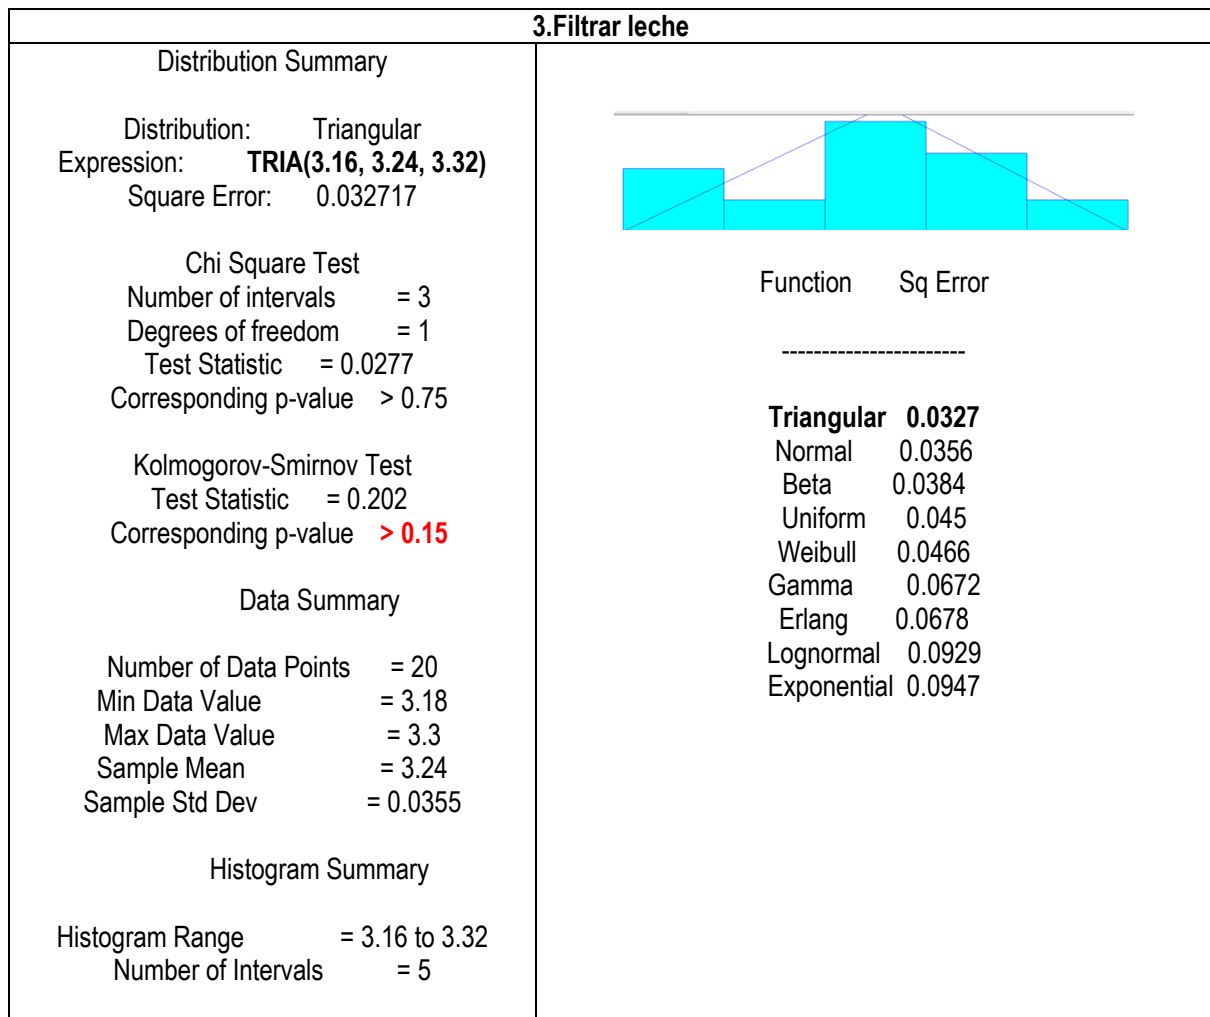 3.Filtrar leche
Distribution Summary
Distribution: Triangular
Expression: TRIA(3.16, 3.24, 3.32)
Square Error: 0.032717
Chi Square Test
Number of intervals = 3
Degrees of freedom = 1
Test Statistic = 0.0277
Corresponding p-value > 0.75
Kolmogorov-Smirnov Test
Test Statistic = 0.202
Corresponding p-value > 0.15
Data Summary
Number of Data Points = 20
Min Data Value = 3.18
Max Data Value = 3.3
Sample Mean = 3.24
Sample Std Dev = 0.0355
Histogram Summary
Histogram Range = 3.16 to 3.32
Number of Intervals = 5
Function Sq Error
------------------------
Triangular 0.0327
Normal 0.0356
Beta 0.0384
Uniform 0.045
Weibull 0.0466
Gamma 0.0672
Erlang 0.0678
Lognormal 0.0929
Exponential 0.0947